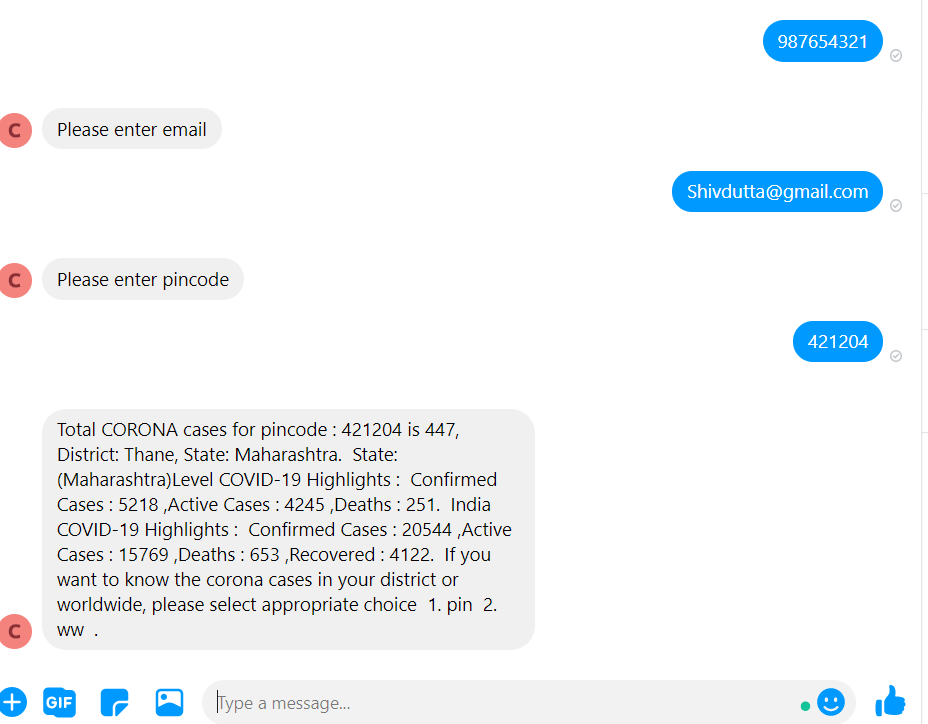 987654321
C
Please enter email
Shivdutta@gmail.com
C
Please enter pincode
421204
Total CORONA cases for pincode : 421204 is 447,
District: Thane, State: Maharashtra.  State:
(Maharashtra)Level COVID-19 Highlights :  Confirmed
Cases : 5218 ,Active Cases : 4245 ,Deaths : 251.  India
COVID-19 Highlights :  Confirmed Cases : 20544 ,Active
Cases : 15769 ,Deaths : 653 ,Recovered : 4122.  If you
want to know the corona cases in your district or
worldwide, please select appropriate choice  1. pin  2.
ww  .
C
GIF
Type a message...